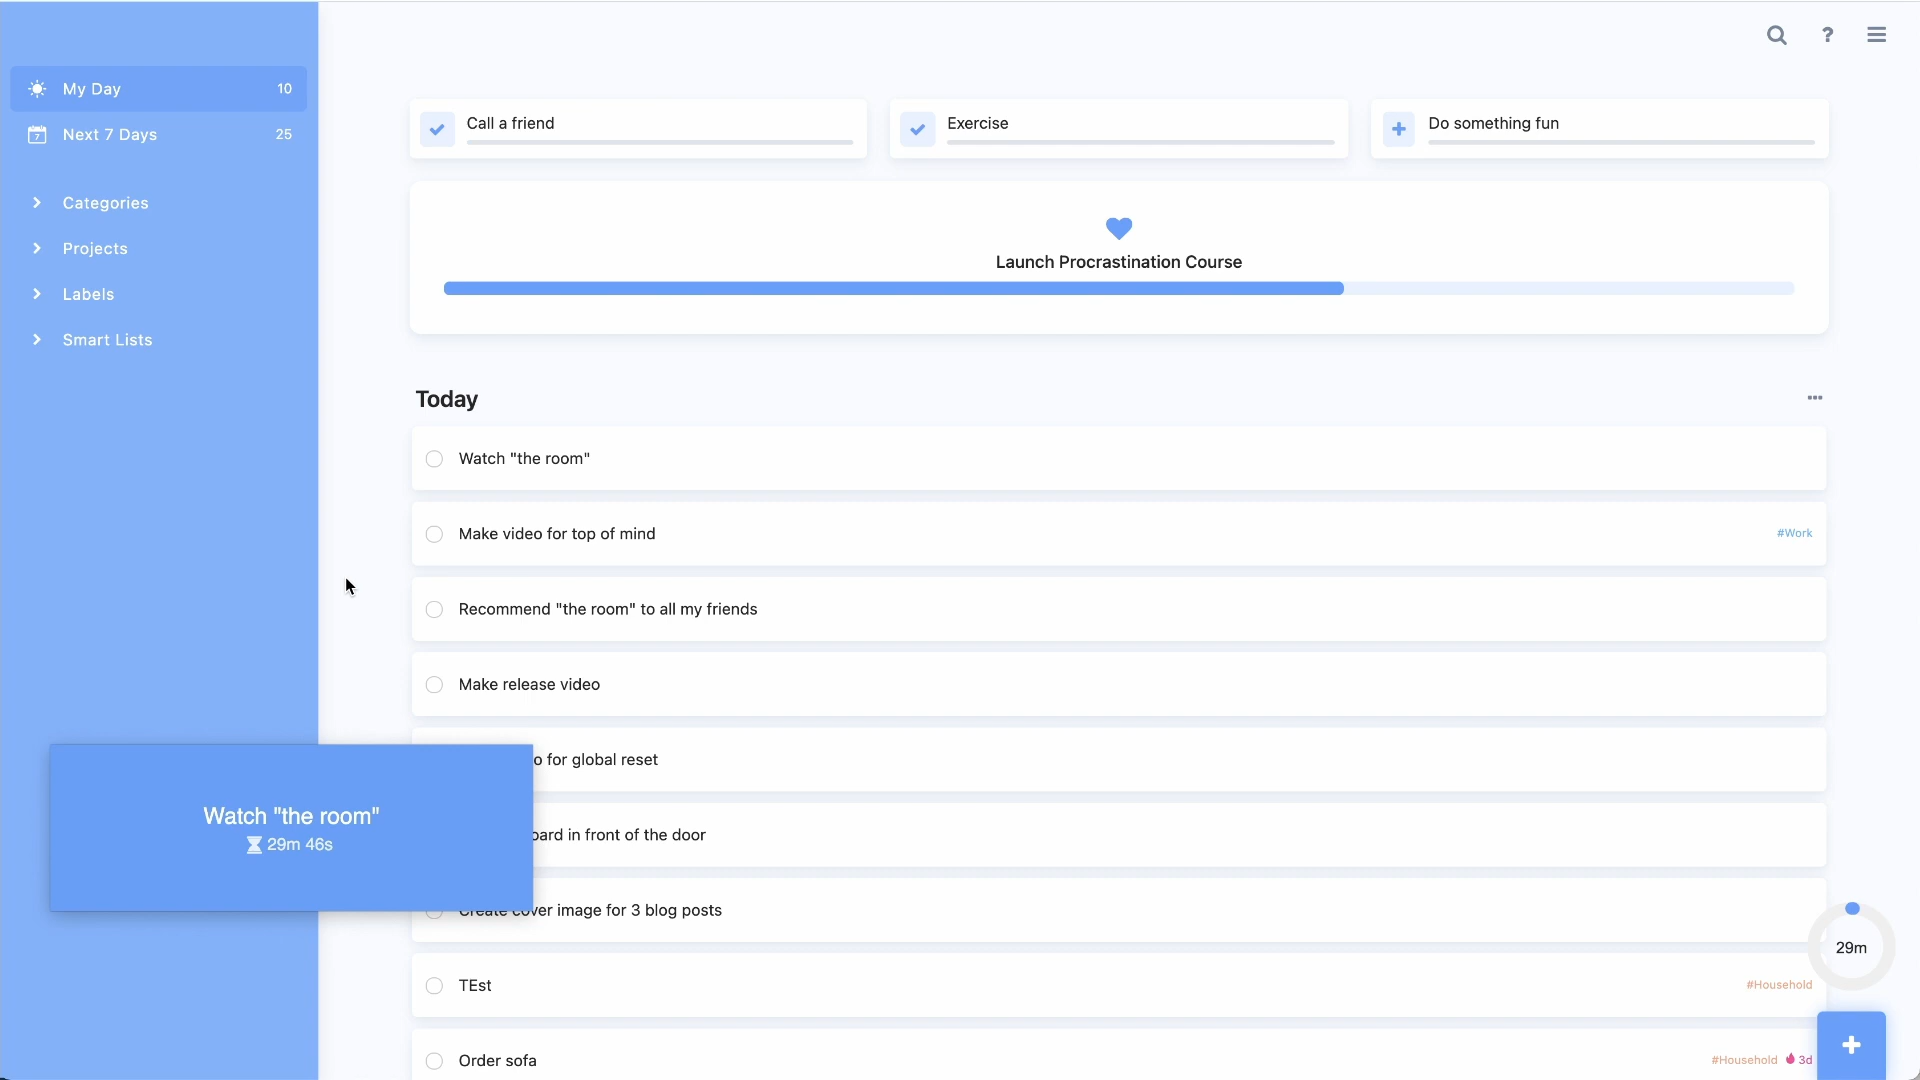 My Day 10
Next 7 Days 25
Categories
Projects
Labels
Smart Lists
?
Call a friend
Exercise
Do something fun
Launch Procrastination Course
Today
Watch "the room"
Make video for top of mind #Work
Recommend "the room" to all my friends
Make release video
o for global reset
Watch "the room"
29m 46s
oard in front of the door
Create cover image for 3 blog posts
29m
TEst #Household
Order sofa #Household 3d